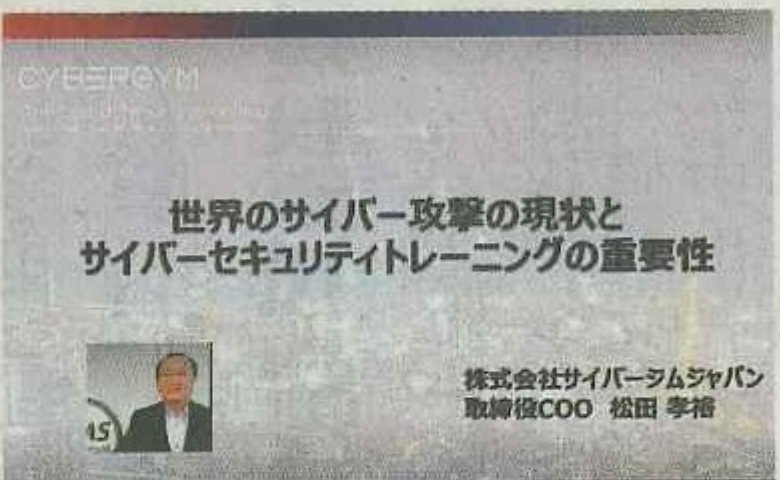 CYBERGYM
世界のサイバー攻撃の現状と
サイバーセキュリティトレーニングの重要性
株式会社サイバージムジャパン
取締役COO 松田 孝裕